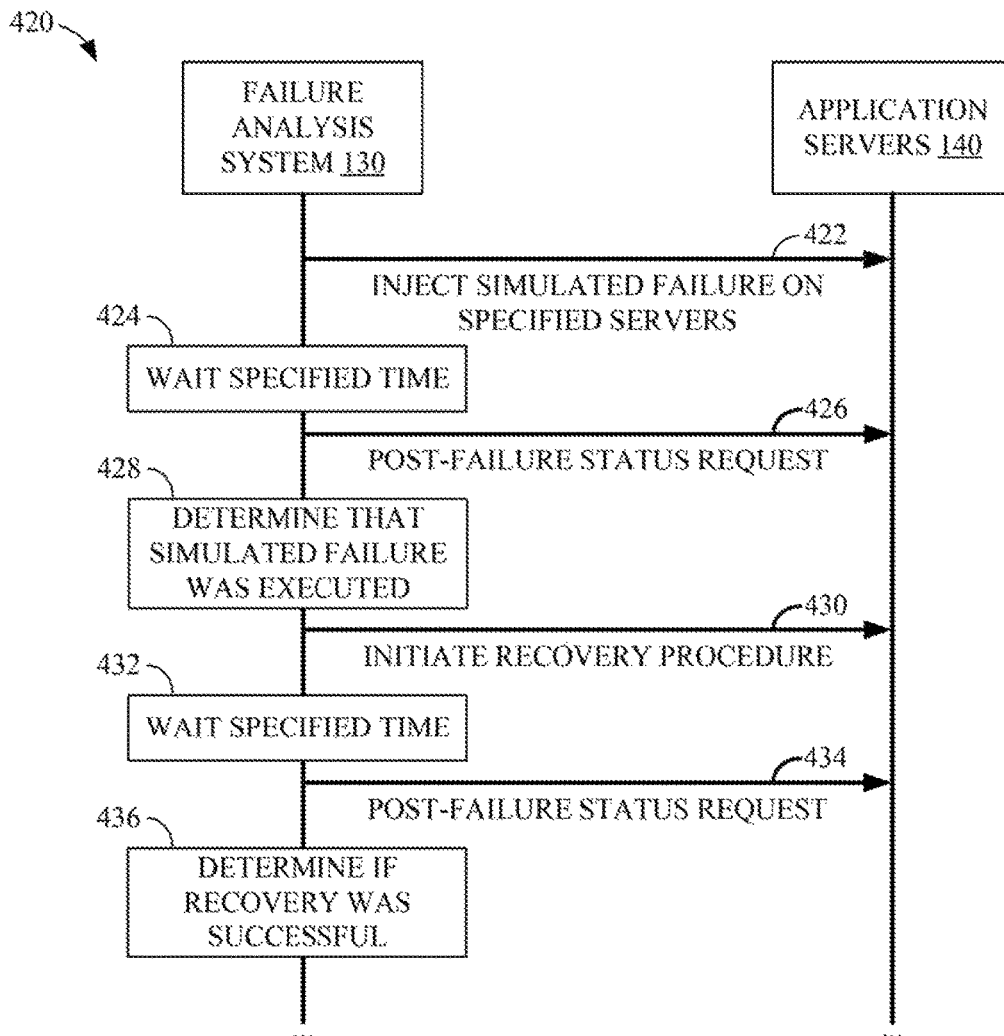 420
FAILURE
ANALYSIS
SYSTEM 130
APPLICATION
SERVERS 140
422
INJECT SIMULATED FAILURE ON
SPECIFIED SERVERS
424
WAIT SPECIFIED TIME
426
POST-FAILURE STATUS REQUEST
428
DETERMINE THAT
SIMULATED FAILURE
WAS EXECUTED
430
INITIATE RECOVERY PROCEDURE
432
WAIT SPECIFIED TIME
434
POST-FAILURE STATUS REQUEST
436
DETERMINE IF
RECOVERY WAS
SUCCESSFUL